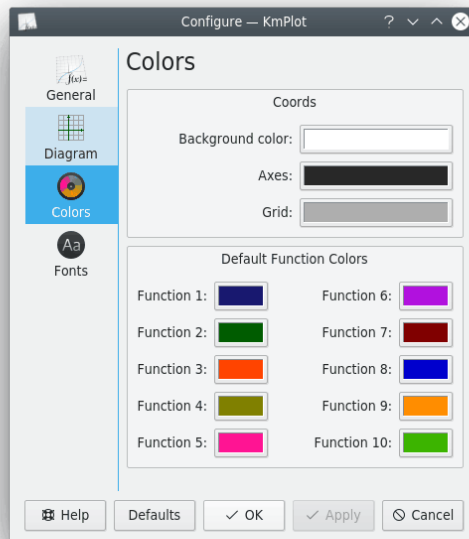 Configure — KmPlot
f(x)=
General
Diagram
Colors
Aa
Fonts
Colors
Coords
Background color:
Axes:
Grid:
Default Function Colors
Function 1:
Function 6:
Function 2:
Function 7:
Function 3:
Function 8:
Function 4:
Function 9:
Function 5:
Function 10:
Help
Defaults
OK
Apply
Cancel